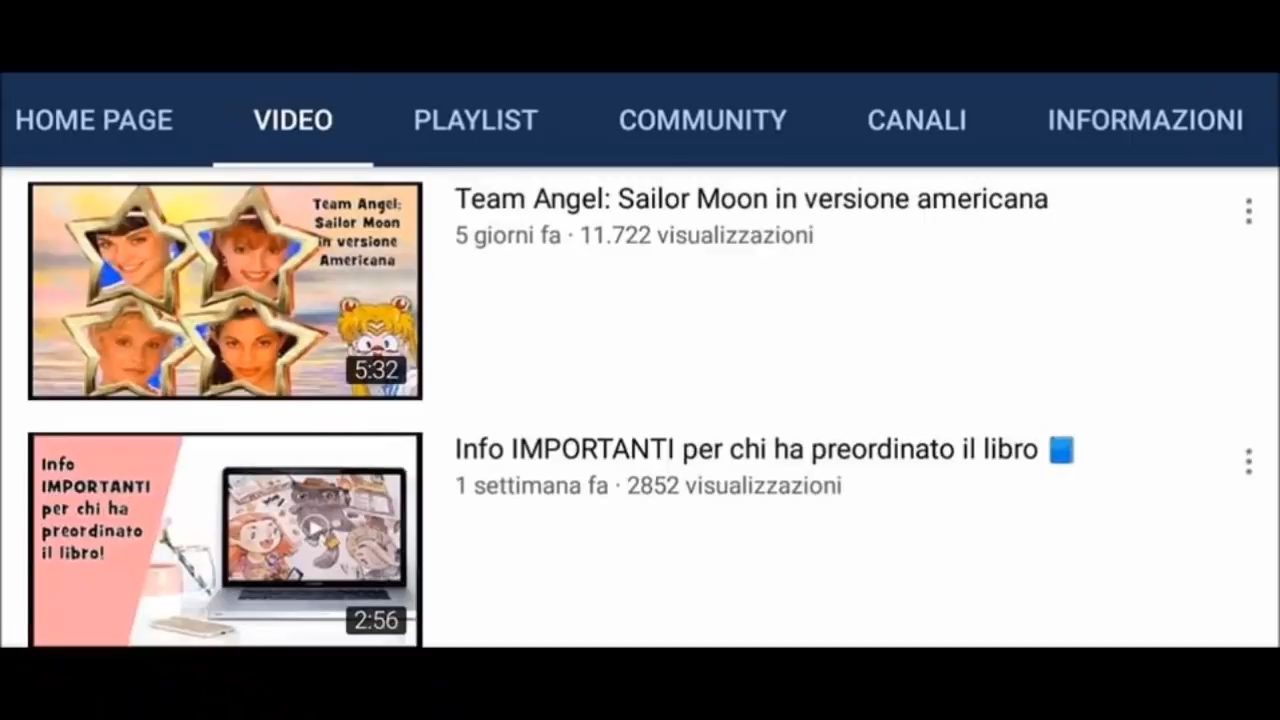 HOME PAGE VIDEO PLAYLIST COMMUNITY CANALI INFORMAZIONI
Team Angel:
Sailor Moon
in versione
Americana
5:32
Team Angel: Sailor Moon in versione americana
5 giorni fa · 11.722 visualizzazioni
Info
IMPORTANTI
per chi ha
preordinato
il libro!
2:56
Info IMPORTANTI per chi ha preordinato il libro
1 settimana fa · 2852 visualizzazioni